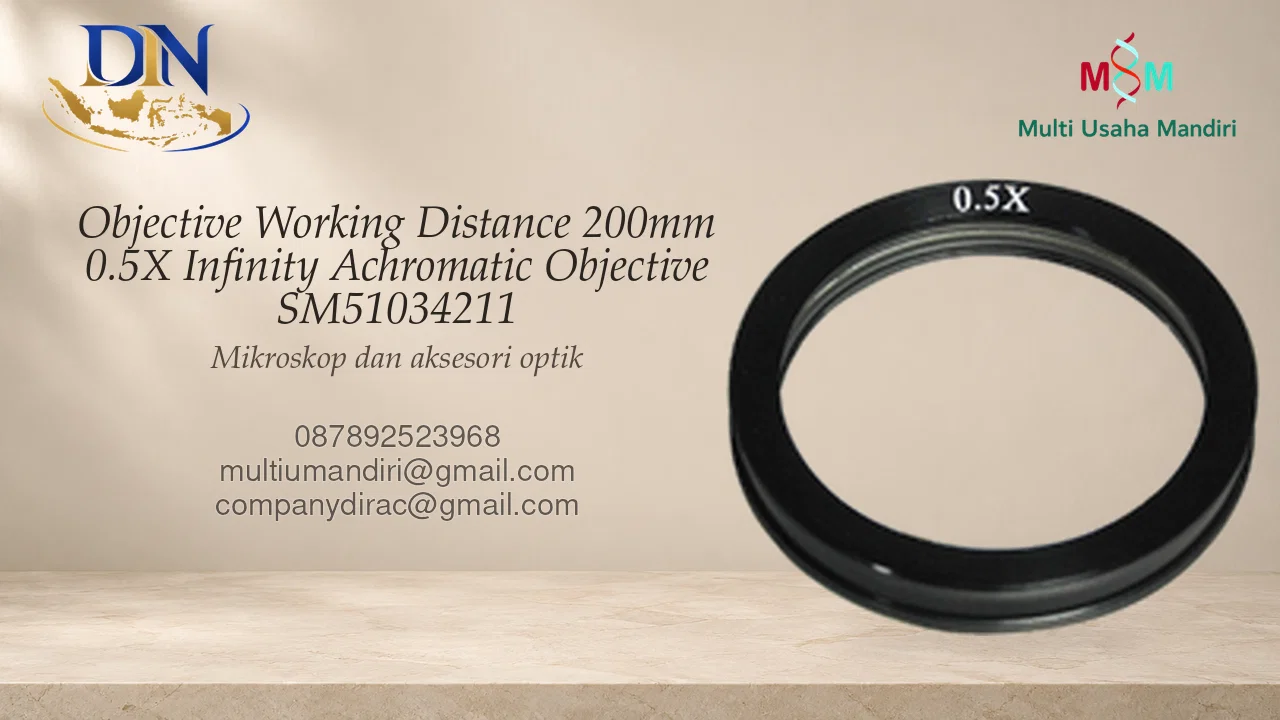 DN
M M
Multi Usaha Mandiri
0.5X
Objective Working Distance 200mm
0.5X Infinity Achromatic Objective
SM51034211
Mikroskop dan aksesori optik
087892523968
multiumandiri@gmail.com
companydirac@gmail.com